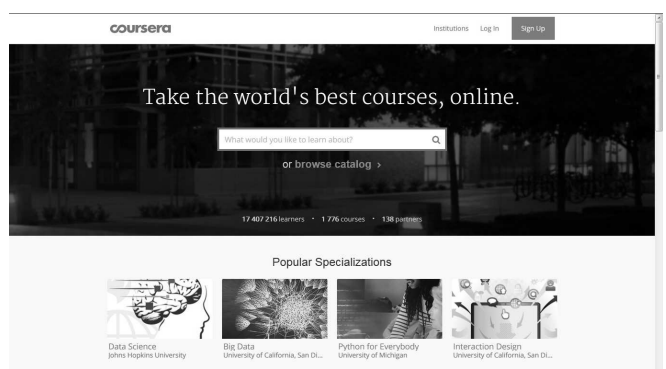 coursera
Institutions Log In Sign Up
Take the world's best courses, online.
What would you like to learn about?
or browse catalog >
17 407 216 learners • 1 776 courses • 138 partners
Popular Specializations
Data Science
Johns Hopkins University
Big Data
University of California, San Di...
Python for Everybody
University of Michigan
Interaction Design
University of California, San Di...